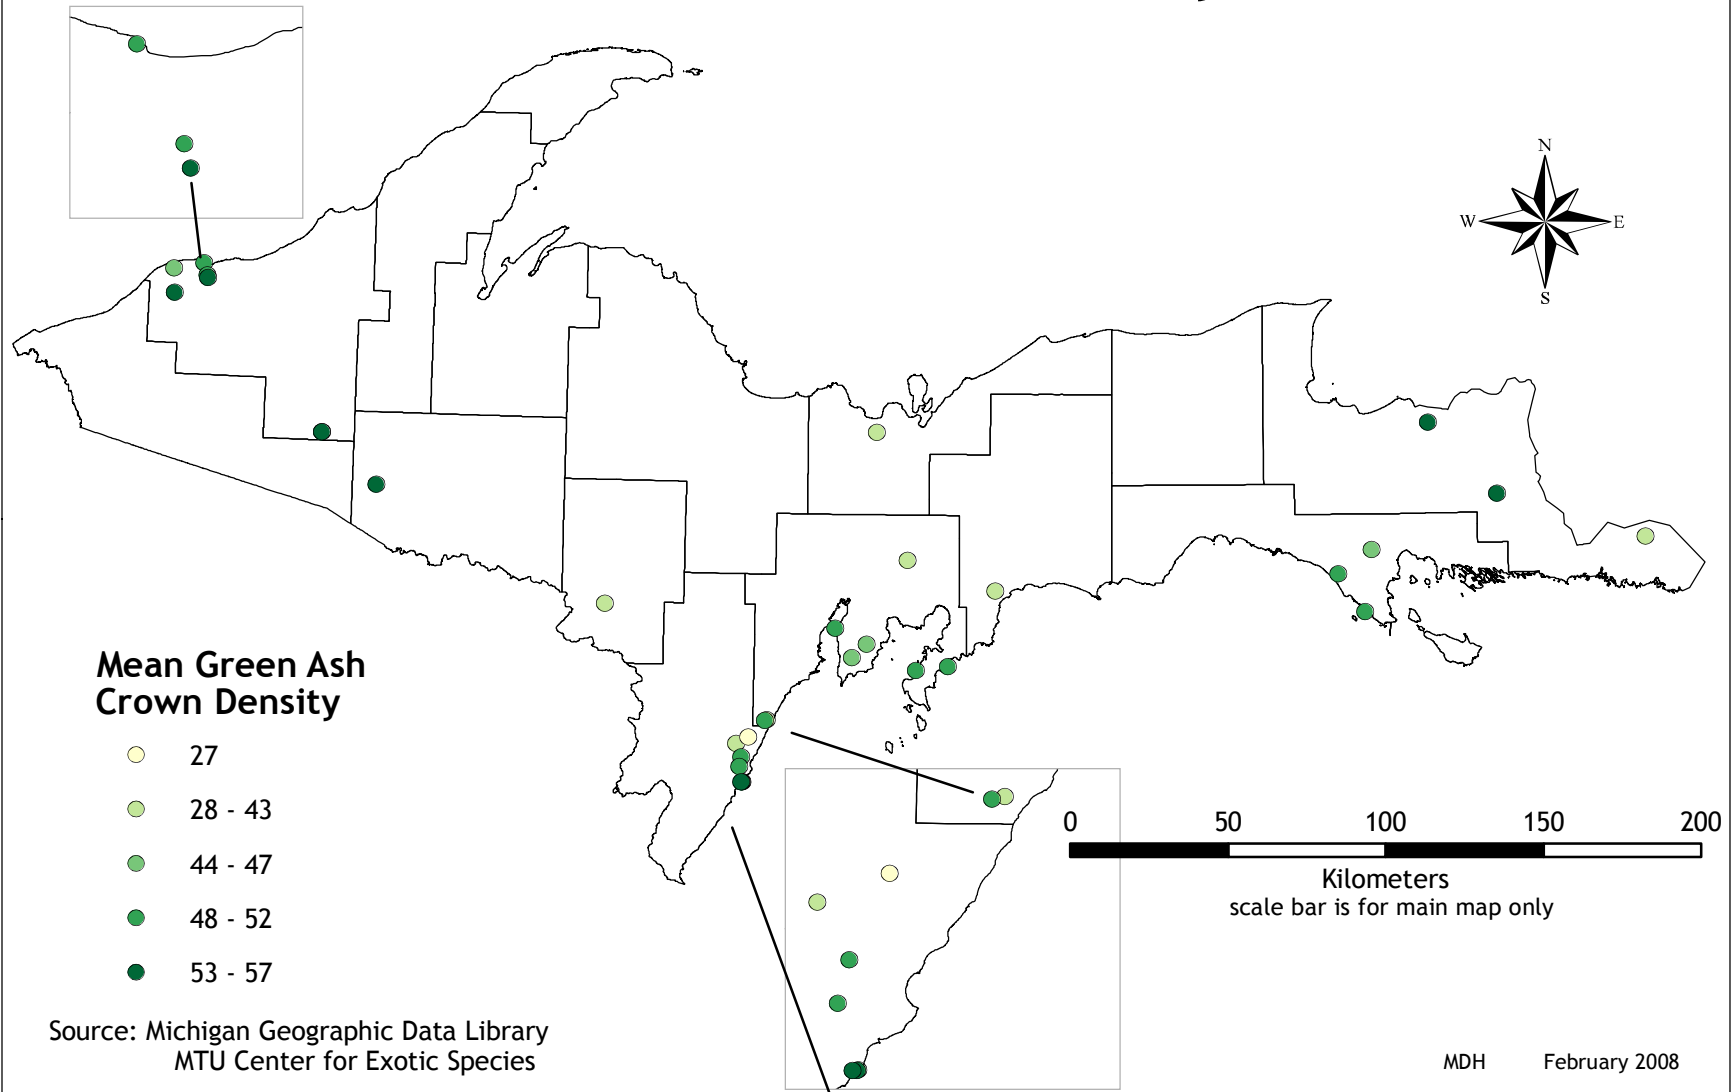 N
W
E
S
Mean Green Ash
Crown Density
27
28 - 43
44 - 47
48 - 52
53 - 57
0 50 100 150 200
Kilometers
scale bar is for main map only
Source: Michigan Geographic Data Library
MTU Center for Exotic Species
MDH February 2008